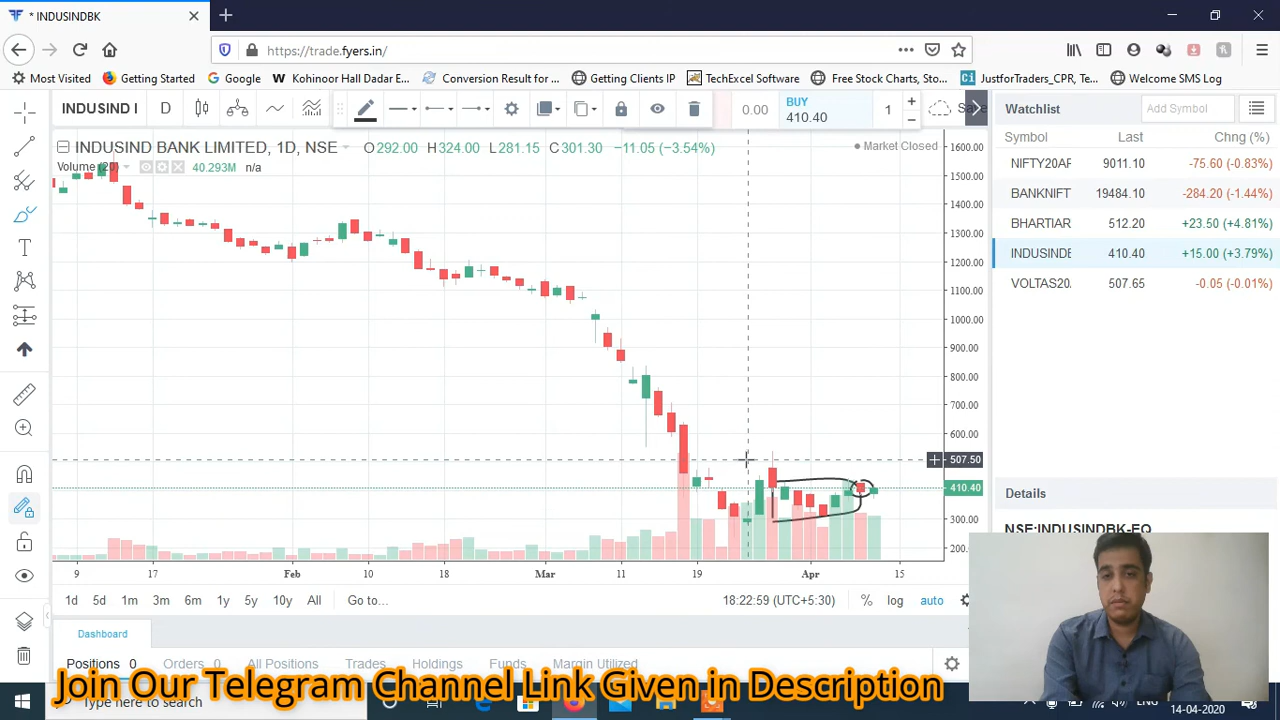 * INDUSINDBK
https://trade.fyers.in/
Most Visited
Getting Started
Google
Kohinoor Hall Dadar E...
Conversion Result for...
Getting Clients IP
TechExcel Software
Free Stock Charts, Sto...
JustforTraders_CPR, Te...
Welcome SMS Log
INDUSIND I
D
0.00
BUY
410.40
1
Save
Watchlist
Add Symbol
INDUSIND BANK LIMITED, 1D, NSE
O292.00 H324.00 L281.15 C301.30 −11.05 (−3.54%)
Market Closed
Volume (20)
40.293M n/a
Symbol Last Chng (%)
NIFTY20AP 9011.10 -75.60 (-0.83%)
BANKNIFT 19484.10 -284.20 (-1.44%)
BHARTIAR 512.20 +23.50 (+4.81%)
INDUSINDE 410.40 +15.00 (+3.79%)
VOLTAS20 507.65 -0.05 (-0.01%)
1600.00
1500.00
1400.00
1300.00
1200.00
1100.00
1000.00
900.00
800.00
700.00
600.00
507.50
410.40
300.00
200.
Details
NSE:INDUSINDBK-EQ
9 17 Feb 10 18 Mar 11 19 Apr 15
1d 5d 1m 3m 6m 1y 5y 10y All Go to...
18:22:59 (UTC+5:30) % log auto
Dashboard
Positions 0 Orders 0 All Positions Trades Holdings Funds Margin Utilized
Join Our Telegram Channel Link Given in Description
Type here to search
14-04-2020